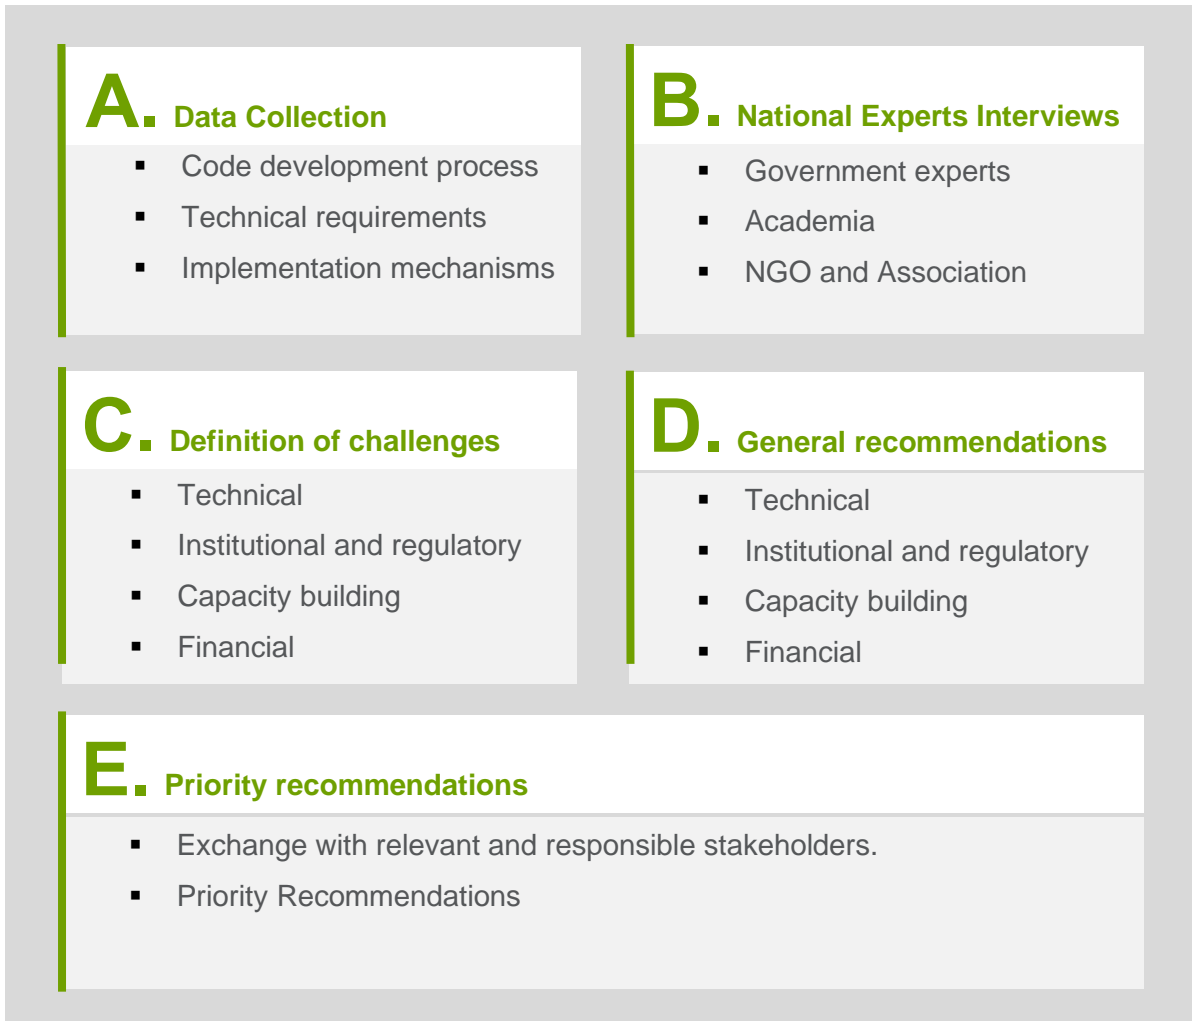 A. Data Collection
▪ Code development process
▪ Technical requirements
▪ Implementation mechanisms
B. National Experts Interviews
▪ Government experts
▪ Academia
▪ NGO and Association
C. Definition of challenges
▪ Technical
▪ Institutional and regulatory
▪ Capacity building
▪ Financial
D. General recommendations
▪ Technical
▪ Institutional and regulatory
▪ Capacity building
▪ Financial
E. Priority recommendations
▪ Exchange with relevant and responsible stakeholders.
▪ Priority Recommendations